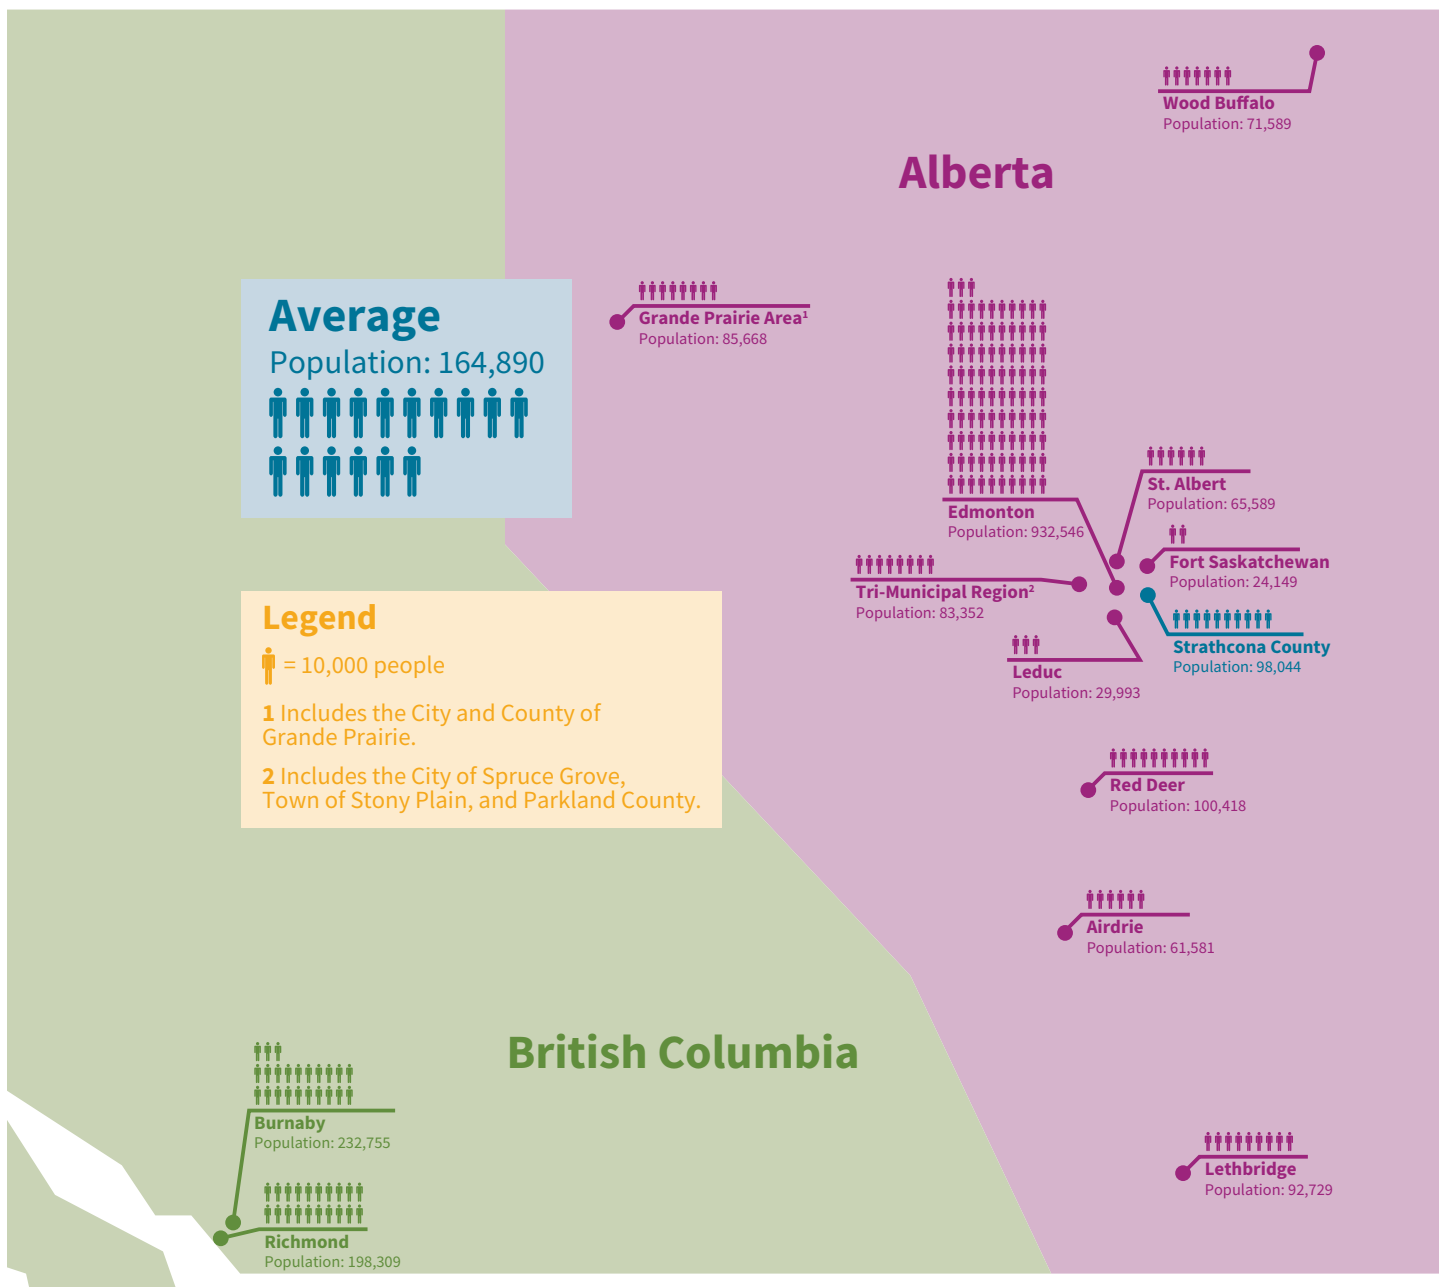 Wood Buffalo
Population: 71,589
Alberta
Average
Population: 164,890
Grande Prairie Area¹
Population: 85,668
Edmonton
Population: 932,546
St. Albert
Population: 65,589
Fort Saskatchewan
Population: 24,149
Tri-Municipal Region²
Population: 83,352
Strathcona County
Population: 98,044
Leduc
Population: 29,993
Legend
= 10,000 people
1 Includes the City and County of
Grande Prairie.
2 Includes the City of Spruce Grove,
Town of Stony Plain, and Parkland County.
Red Deer
Population: 100,418
Airdrie
Population: 61,581
British Columbia
Burnaby
Population: 232,755
Lethbridge
Population: 92,729
Richmond
Population: 198,309